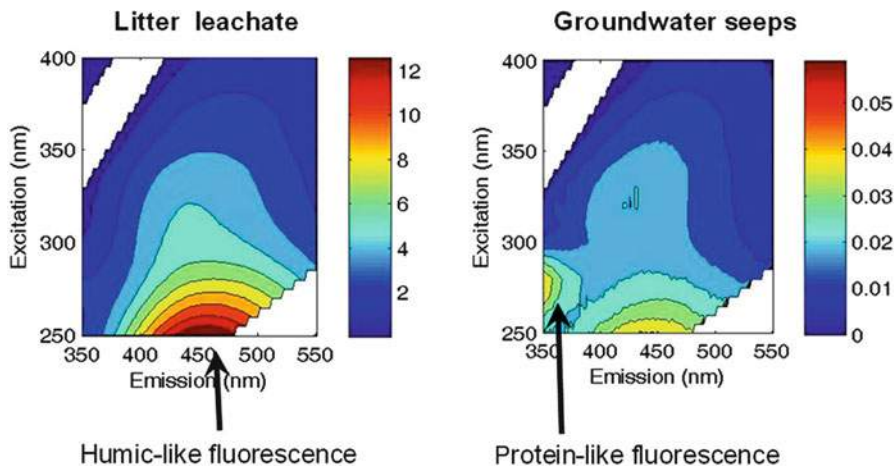 Litter leachate
Groundwater seeps
400
350
300
250
Excitation (nm)
350 400 450 500 550
Emission (nm)
12
10
8
6
4
2
400
350
300
250
Excitation (nm)
350 400 450 500 550
Emission (nm)
0.05
0.04
0.03
0.02
0.01
0
Humic-like fluorescence
Protein-like fluorescence